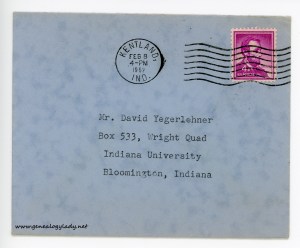 KENTLAND,
FEB 8
4-PM
IND.
Mr. David Yegerlehner
Box 533, Wright Quad
Indiana University
Bloomington, Indiana
www.genealogylady.net